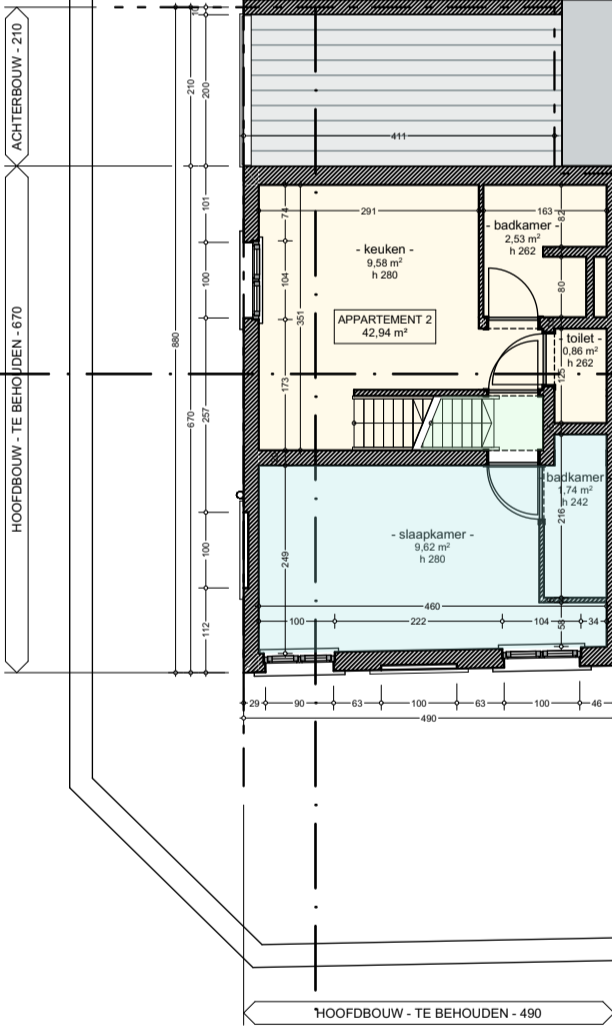 ACHTERBOUW - 210
HOOFDBOUW - TE BEHOUDEN - 670
880
210
670
10
200
101
100
257
100
112
411
291
163
74
104
173
351
82
80
125
- keuken -
9,58 m²
h 280
- badkamer -
2,53 m²
h 262
APPARTEMENT 2
42,94 m²
- toilet -
0,86 m²
h 262
badkamer
1,74 m²
h 242
216
- slaapkamer -
9,62 m²
h 280
249
460
100
222
104
34
58
29
90
63
100
63
100
46
490
HOOFDBOUW - TE BEHOUDEN - 490